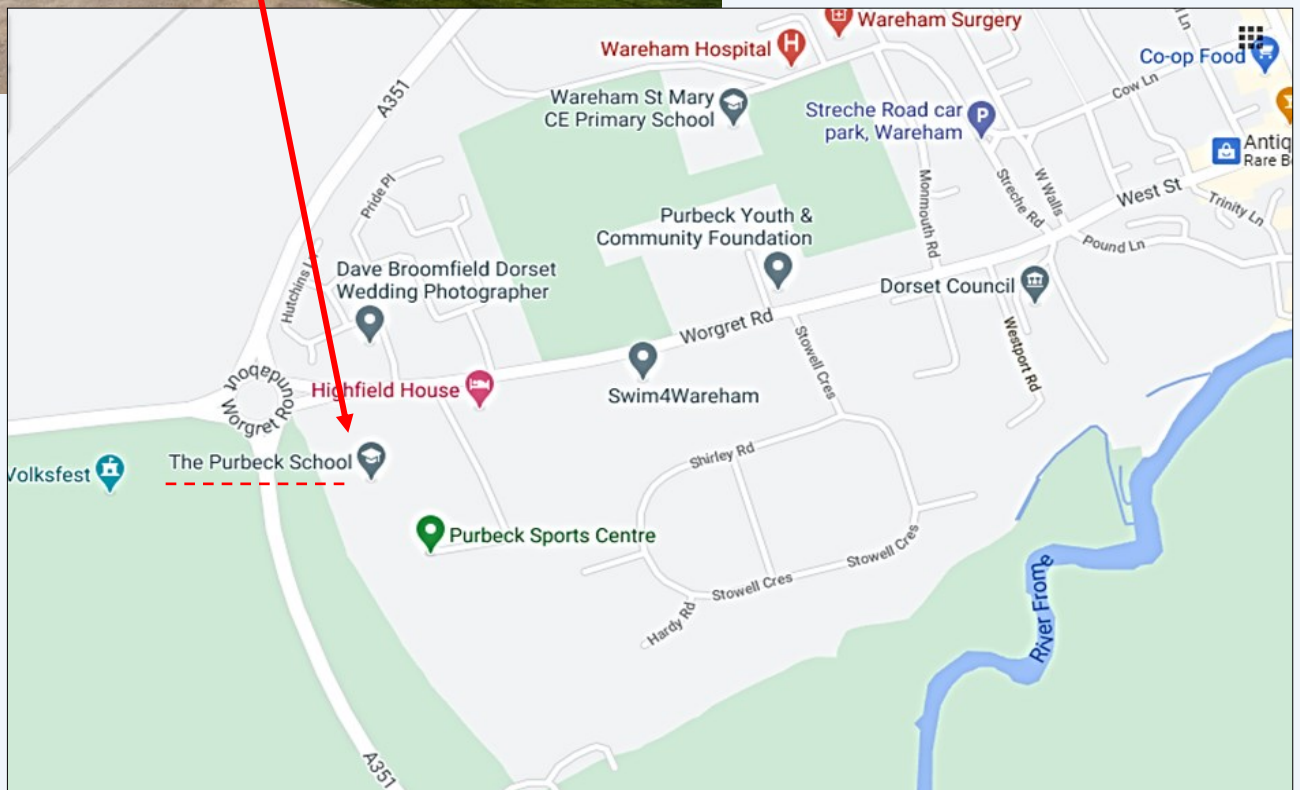 Wareham Surgery
Wareham Hospital
H
Co-op Food
A351
Wareham St Mary
CE Primary School
Cow Ln
Streche Road car
park, Wareham
P
Antiq
Rare B
Pride Pl
Monmouth Rd
Streche Rd
W Walls
West St
Trinity Ln
Purbeck Youth &
Community Foundation
Pound Ln
Hutchins L
Dave Broomfield Dorset
Wedding Photographer
Dorset Council
Worgret Rd
Stowell Cres
Westport Rd
Worgret Roundabout
Highfield House
Swim4Wareham
Volksfest
The Purbeck School
Shirley Rd
Purbeck Sports Centre
Stowell Cres
Stowell Cres
Hardy Rd
River Frome
A351